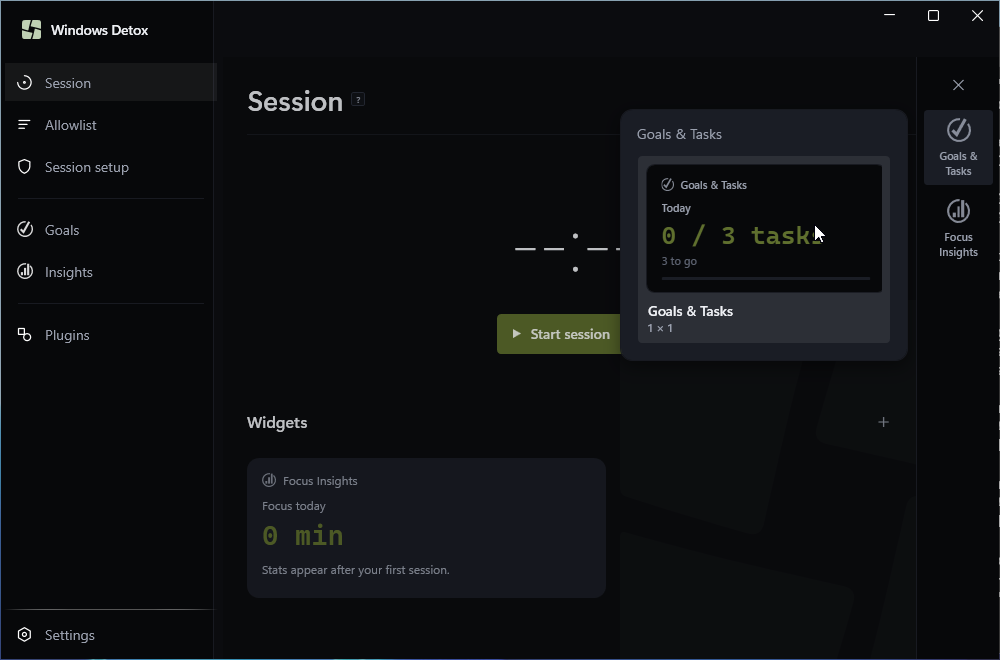 Windows Detox
Session
Allowlist
Session setup
Goals
Insights
Plugins
Settings
Session ?
Start session
Widgets
Focus Insights
Focus today
0 min
Stats appear after your first session.
Goals & Tasks
Goals & Tasks
Today
0 / 3 tasks
3 to go
Goals & Tasks
1 × 1
Goals &
Tasks
Focus
Insights